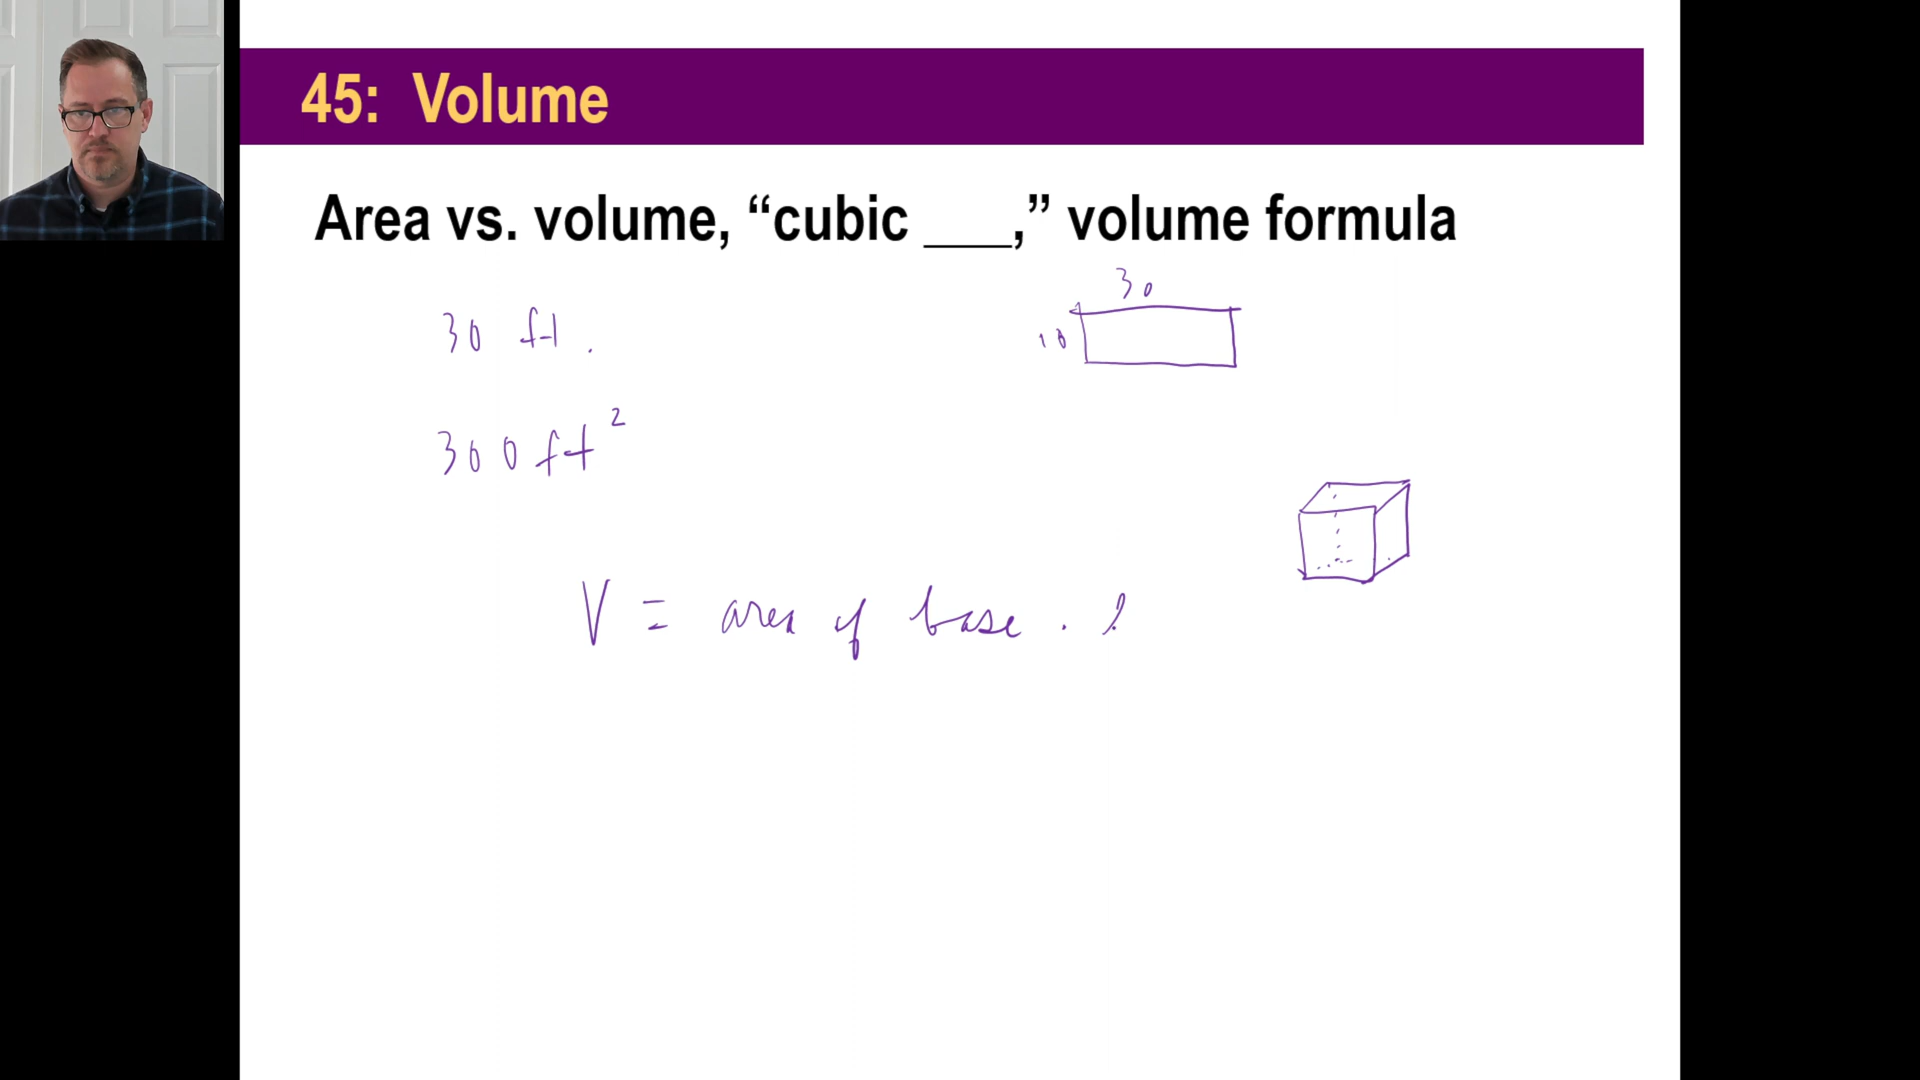 45: Volume
Area vs. volume, “cubic ___,” volume formula
30
30 ft.
10
300 ft²
V = area of base ·